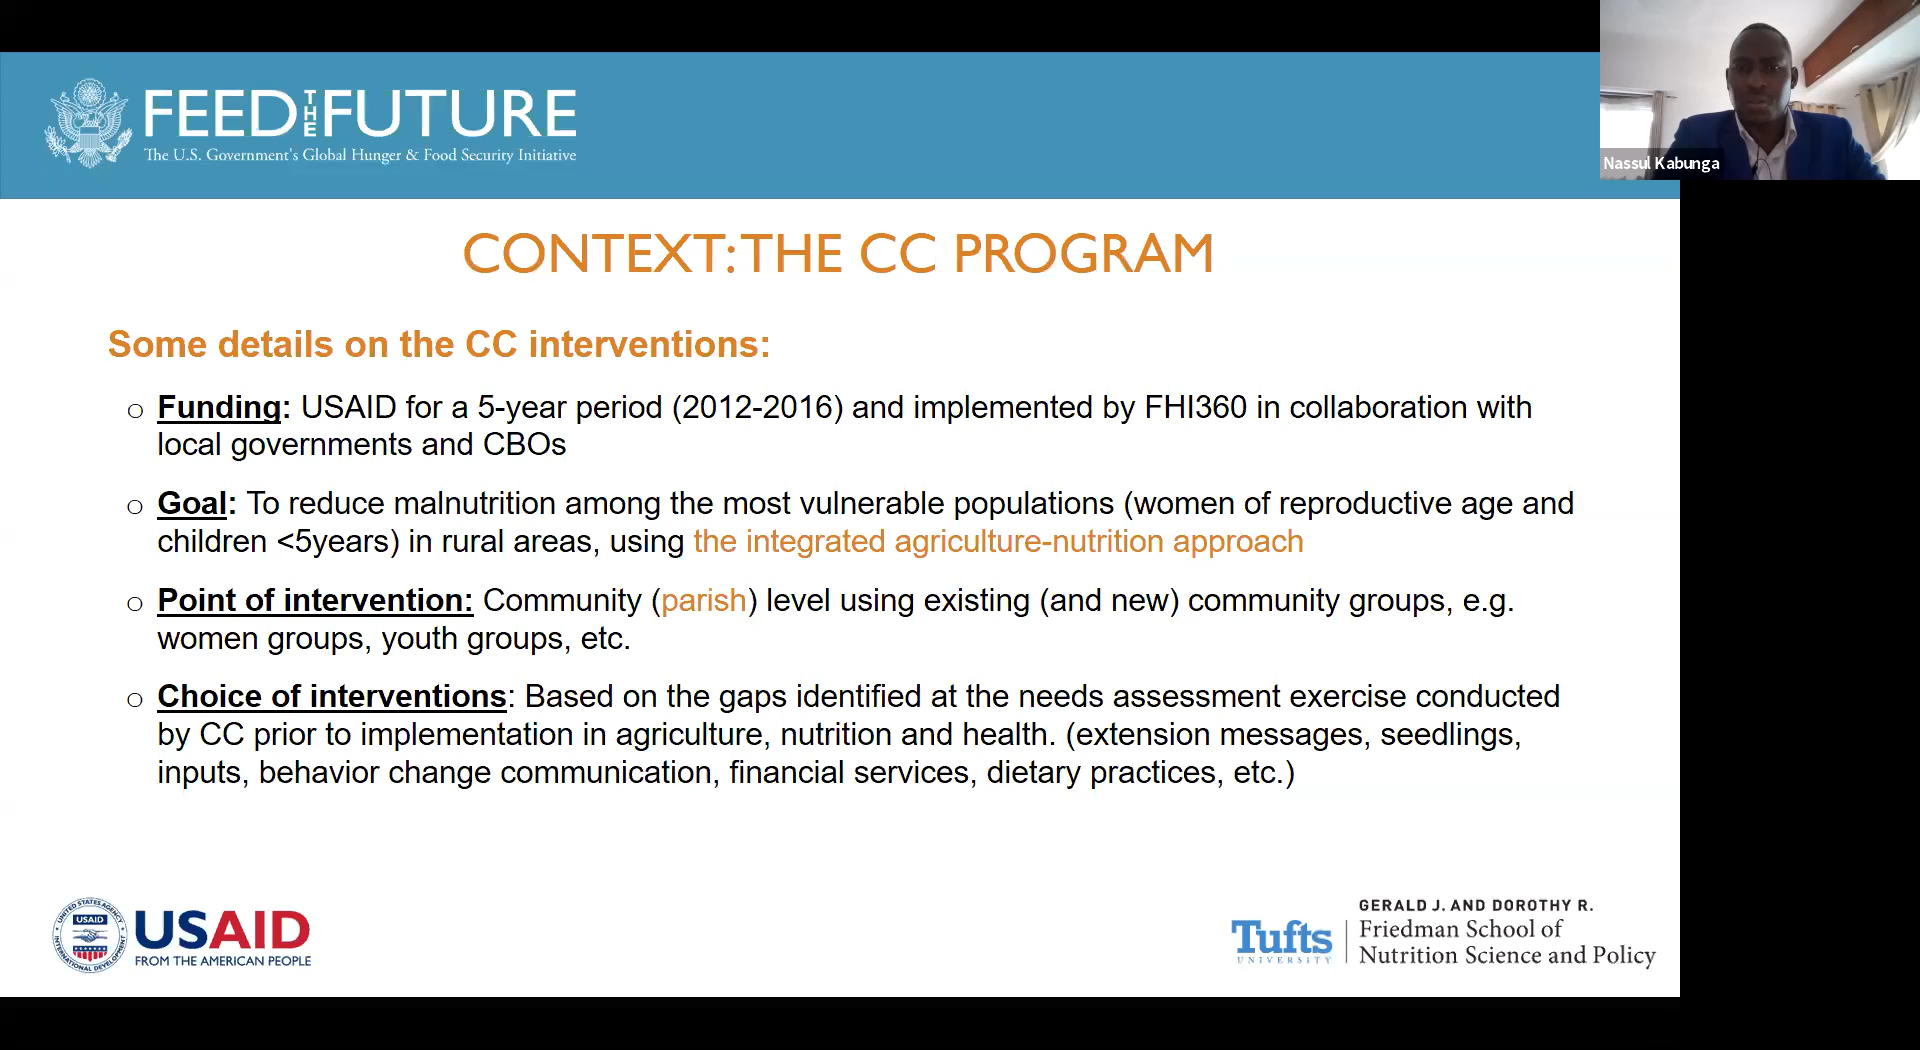 FEED THE FUTURE
The U.S. Government's Global Hunger & Food Security Initiative
Nassul Kabunga
CONTEXT: THE CC PROGRAM
Some details on the CC interventions:
o Funding: USAID for a 5-year period (2012-2016) and implemented by FHI360 in collaboration with
local governments and CBOs
o Goal: To reduce malnutrition among the most vulnerable populations (women of reproductive age and
children <5years) in rural areas, using the integrated agriculture-nutrition approach
o Point of intervention: Community (parish) level using existing (and new) community groups, e.g.
women groups, youth groups, etc.
o Choice of interventions: Based on the gaps identified at the needs assessment exercise conducted
by CC prior to implementation in agriculture, nutrition and health. (extension messages, seedlings,
inputs, behavior change communication, financial services, dietary practices, etc.)
UNITED STATES AGENCY
USAID
INTERNATIONAL DEVELOPMENT
USAID
FROM THE AMERICAN PEOPLE
Tufts
UNIVERSITY
GERALD J. AND DOROTHY R.
Friedman School of
Nutrition Science and Policy